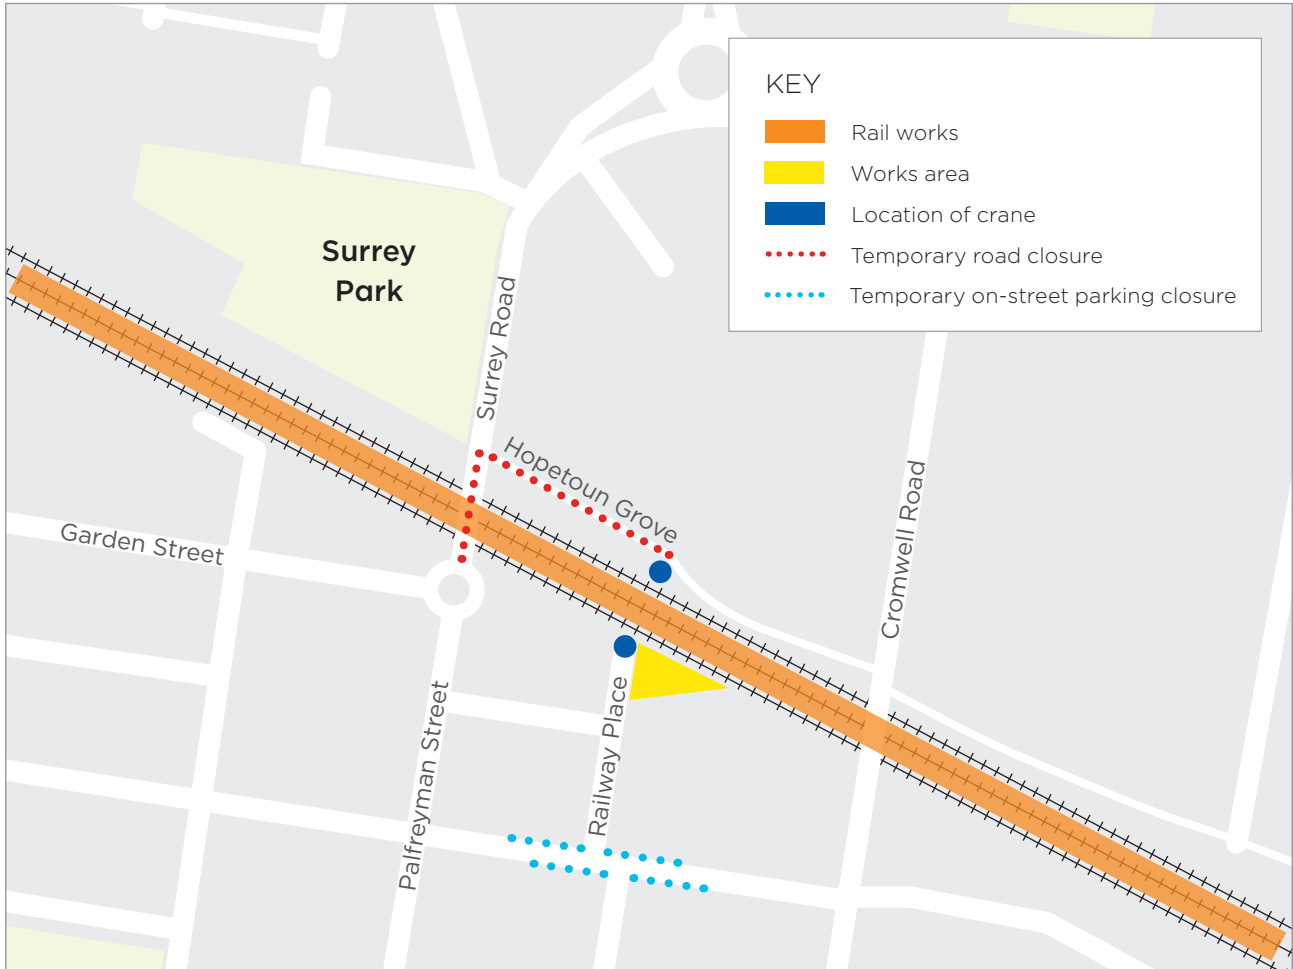 KEY
Rail works
Works area
Location of crane
Temporary road closure
Temporary on-street parking closure
Surrey
Park
Surrey Road
Hopetoun Grove
Garden Street
Cromwell Road
Palfreyman Street
Railway Place